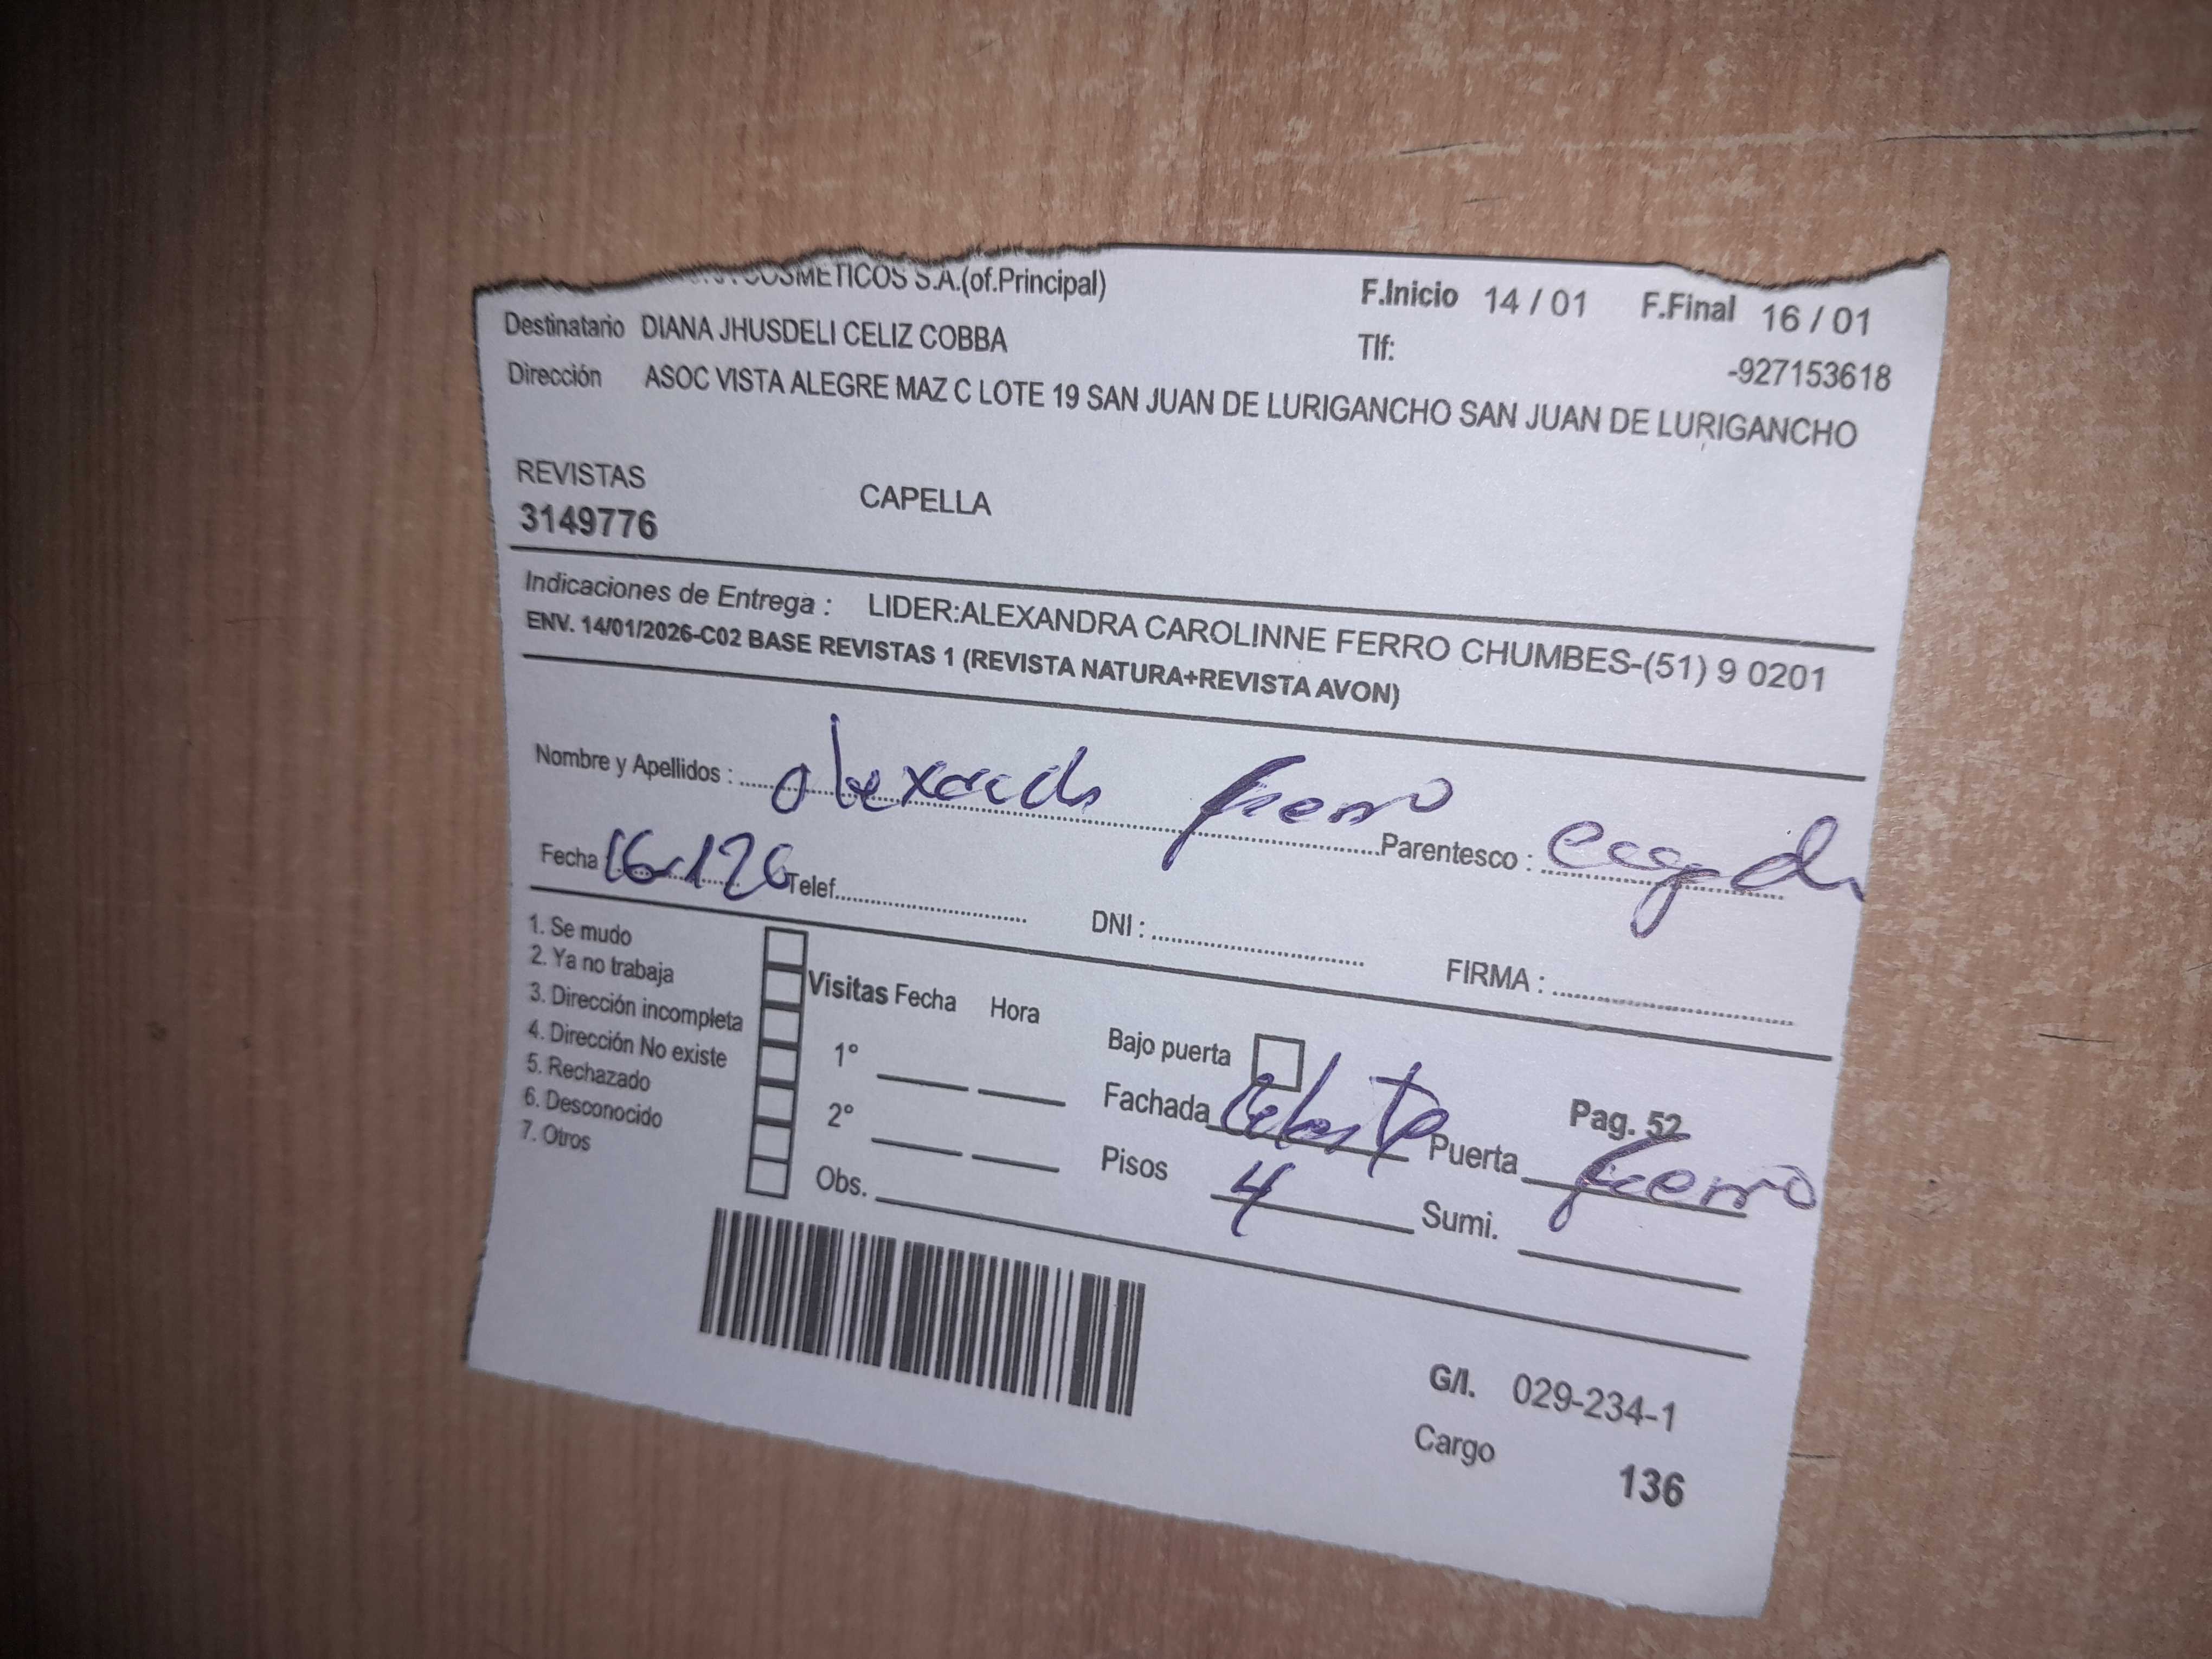 COSMETICOS S.A.(of.Principal) F.Inicio 14 / 01 F.Final 16 / 01
Destinatario DIANA JHUSDELI CELIZ COBBA Tlf: -927153618
Dirección ASOC VISTA ALEGRE MAZ C LOTE 19 SAN JUAN DE LURIGANCHO SAN JUAN DE LURIGANCHO
REVISTAS CAPELLA
3149776
Indicaciones de Entrega : LIDER:ALEXANDRA CAROLINNE FERRO CHUMBES-(51) 9 0201
ENV. 14/01/2026-C02 BASE REVISTAS 1 (REVISTA NATURA+REVISTA AVON)
Nombre y Apellidos : Ferro Parentesco :
Fecha Telef. DNI : FIRMA :
1. Se mudo
2. Ya no trabaja
3. Dirección incompleta
4. Dirección No existe
5. Rechazado
6. Desconocido
7. Otros
Visitas Fecha Hora
1°
2°
Obs.
Bajo puerta Pag. 52
Fachada Celeste Puerta Fierro
Pisos 4 Sumi.
G/I. 029-234-1
Cargo 136